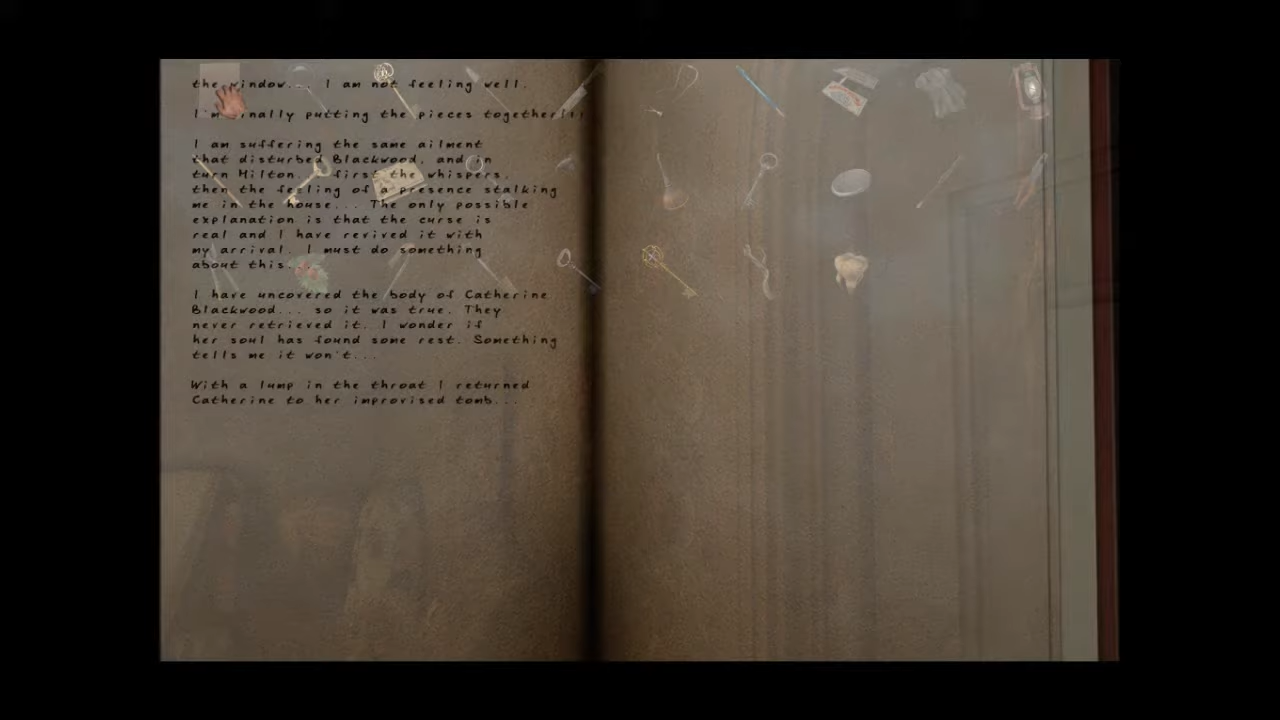 the window... I am not feeling well.
I'm finally putting the pieces together!!!
I am suffering the same ailment
that disturbed Blackwood, and in
turn Milton. first the whispers,
then the feeling of a presence stalking
me in the house... The only possible
explanation is that the curse is
real and I have revived it with
my arrival. I must do something
about this.
I have uncovered the body of Catherine
Blackwood... so it was true. They
never retrieved it. I wonder if
her soul has found some rest. Something
tells me it won't...
With a lump in the throat I returned
Catherine to her improvised tomb...